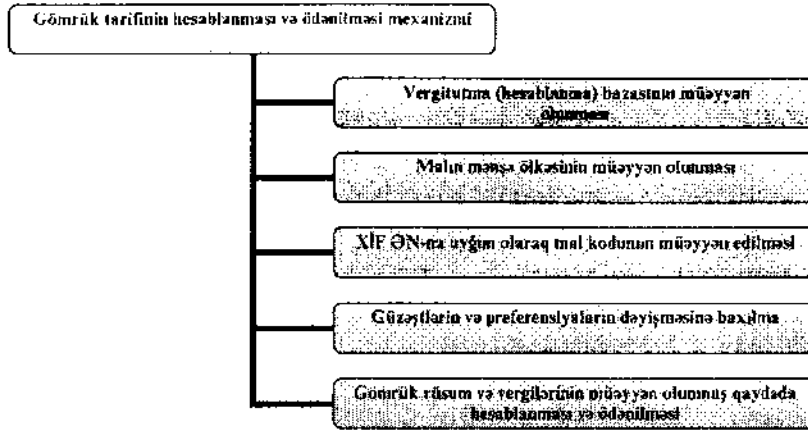 Gömrük tarifinin hesablanması və ödənilməsi mexanizmi
Vergitutma (hesablanma) bazasının müəyyən
olunması
Malın mənşə ölkəsinin müəyyən olunması
XİF ƏN-na uyğun olaraq mal kodunun müəyyən edilməsi
Güzəştlərin və preferensiyaların dəyişməsinə baxılma
Gömrük rüsum və vergilərinin müəyyən olunmuş qaydada
hesablanması və ödənilməsi